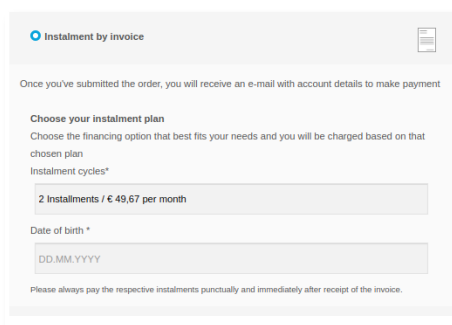 Instalment by invoice
Once you've submitted the order, you will receive an e-mail with account details to make payment
Choose your instalment plan
Choose the financing option that best fits your needs and you will be charged based on that
chosen plan
Instalment cycles*
2 Installments / € 49,67 per month
Date of birth *
DD.MM.YYYY
Please always pay the respective instalments punctually and immediately after receipt of the invoice.